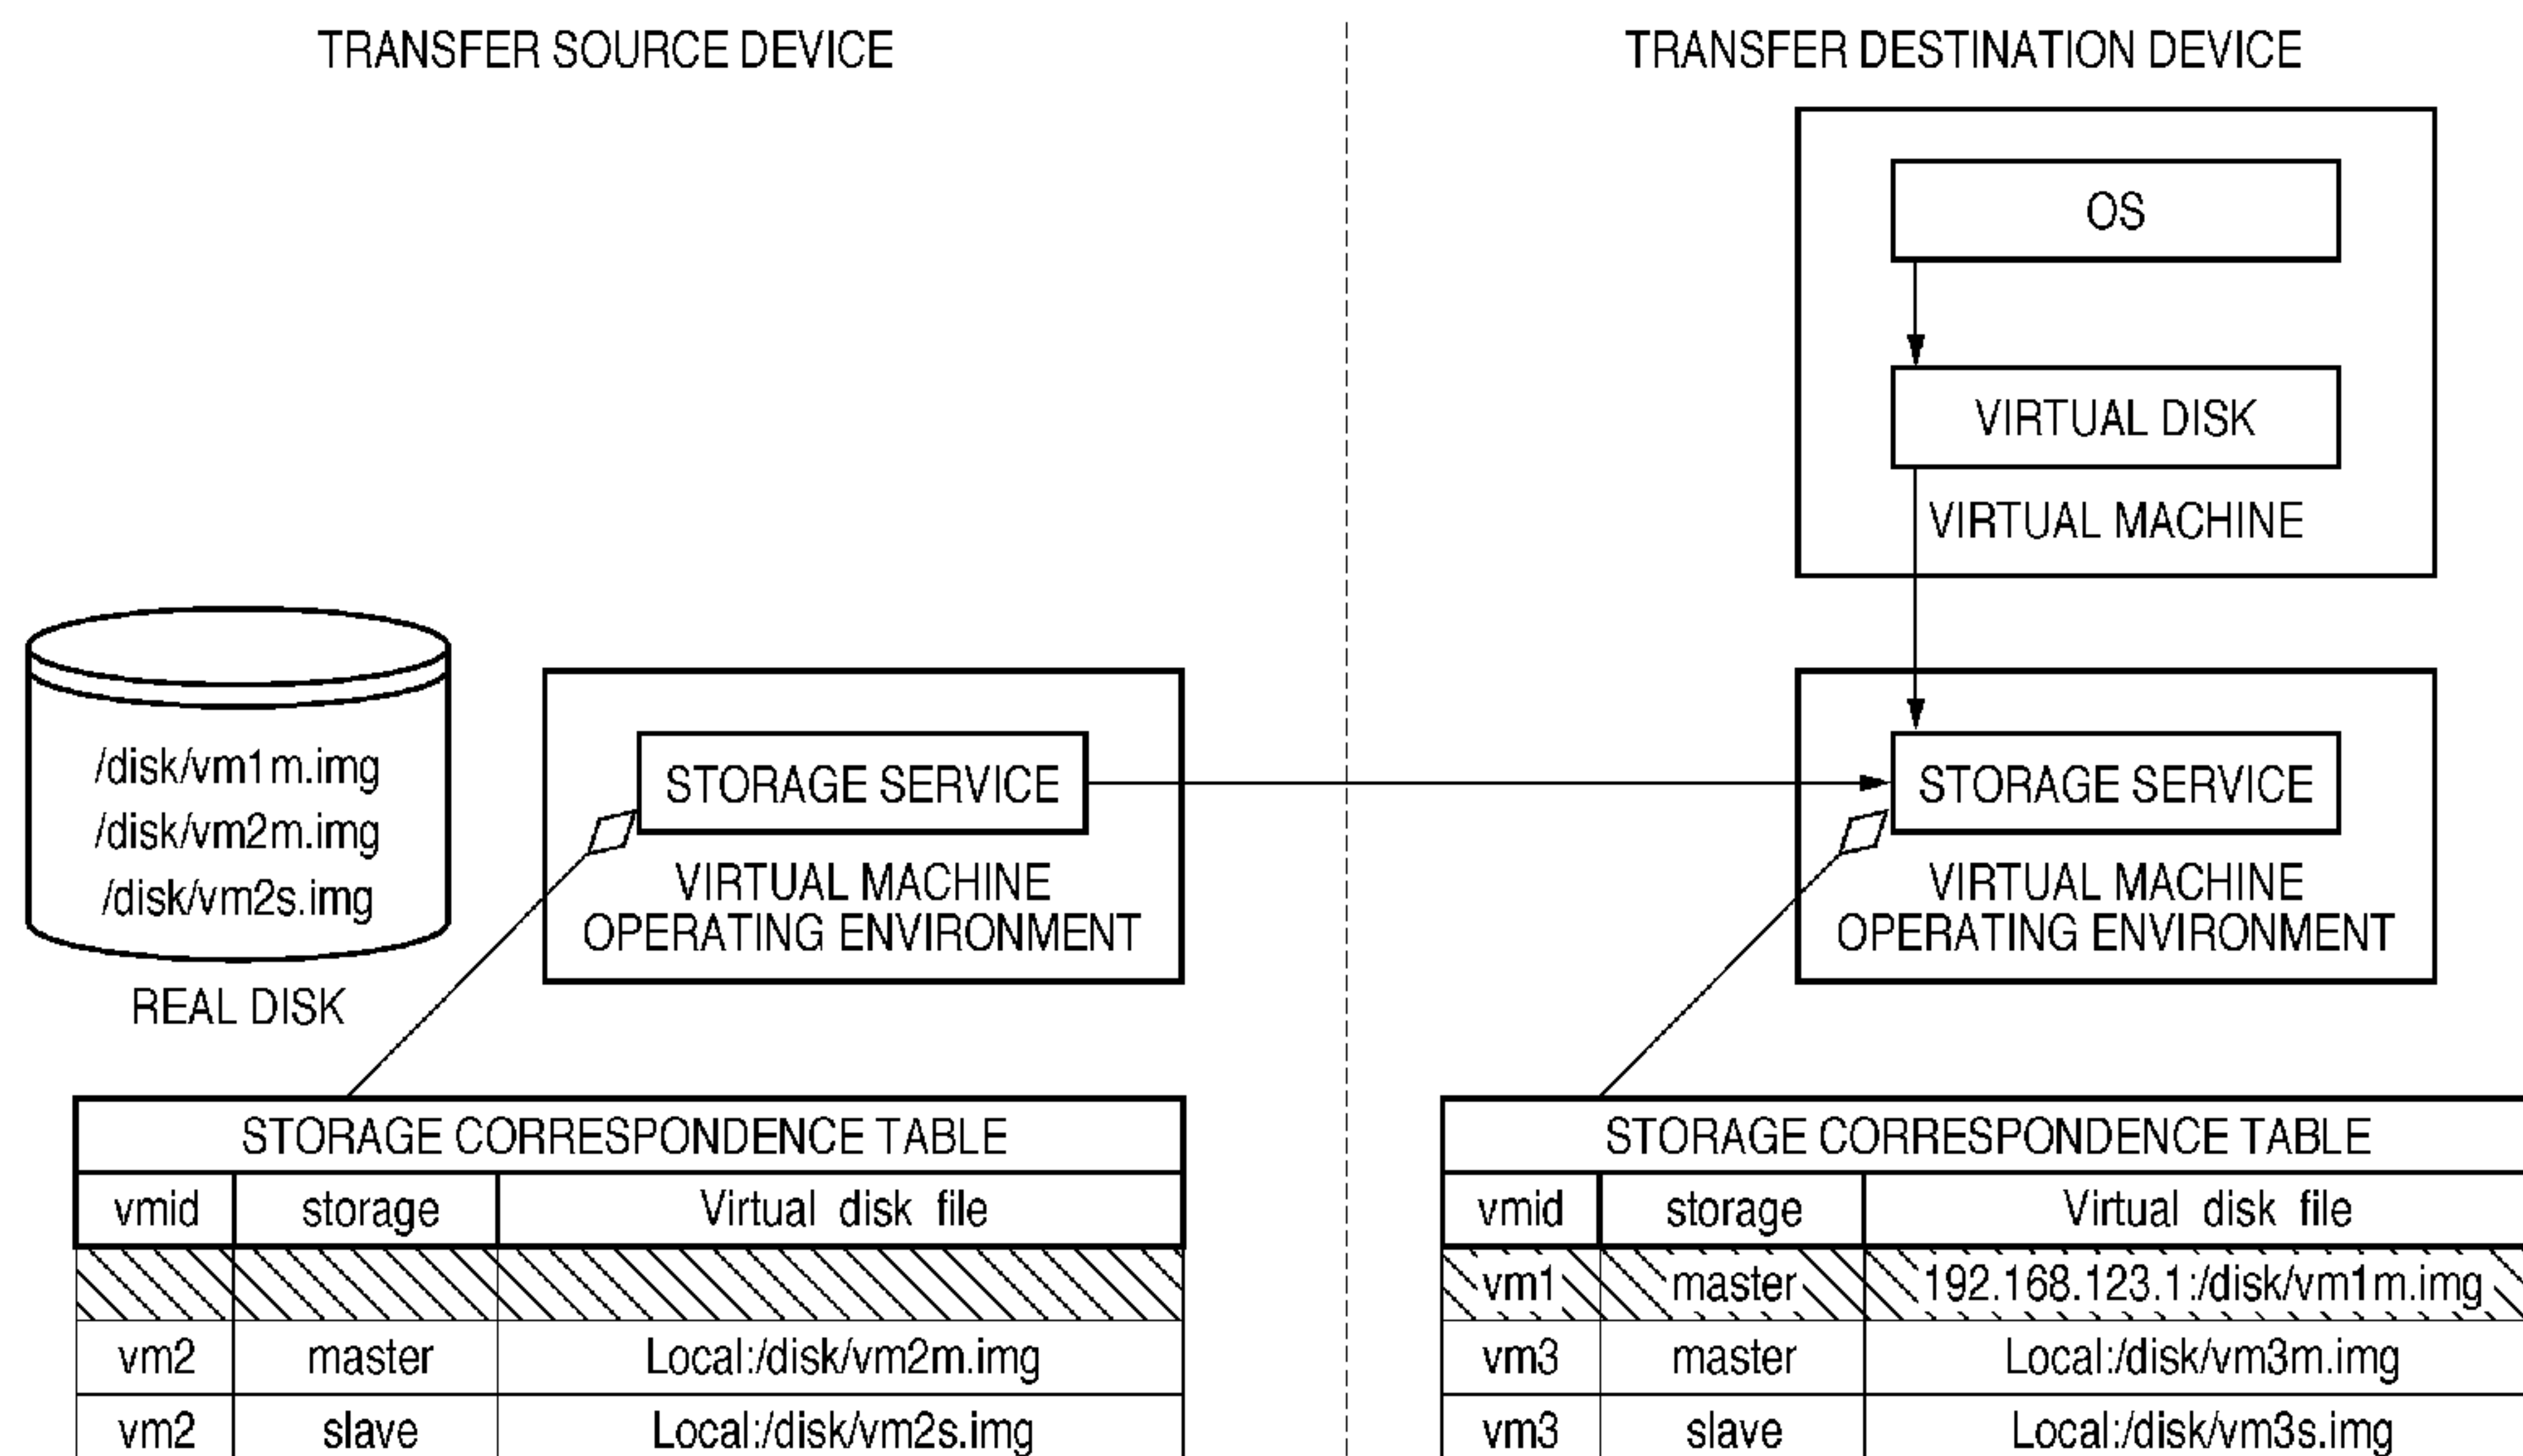 TRANSFER SOURCE DEVICE
TRANSFER DESTINATION DEVICE
OS
VIRTUAL DISK
VIRTUAL MACHINE
/disk/vm1m.img
/disk/vm2m.img
/disk/vm2s.img
REAL DISK
STORAGE SERVICE
VIRTUAL MACHINE
OPERATING ENVIRONMENT
STORAGE SERVICE
VIRTUAL MACHINE
OPERATING ENVIRONMENT
STORAGE CORRESPONDENCE TABLE
vmid storage Virtual disk file
vm2 master Local:/disk/vm2m.img
vm2 slave Local:/disk/vm2s.img
STORAGE CORRESPONDENCE TABLE
vmid storage Virtual disk file
vm1 master 192.168.123.1:/disk/vm1m.img
vm3 master Local:/disk/vm3m.img
vm3 slave Local:/disk/vm3s.img